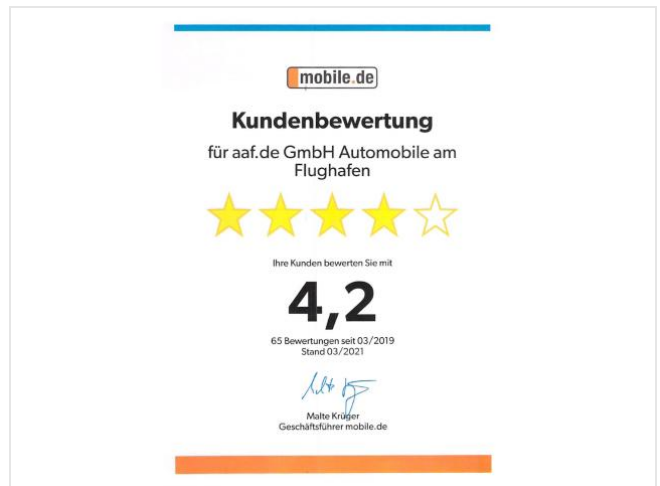 mobile.de
Kundenbewertung
für aaf.de GmbH Automobile am
Flughafen
Ihre Kunden bewerten Sie mit
4,2
65 Bewertungen seit 03/2019
Stand 03/2021
Malte Krüger
Geschäftsführer mobile.de